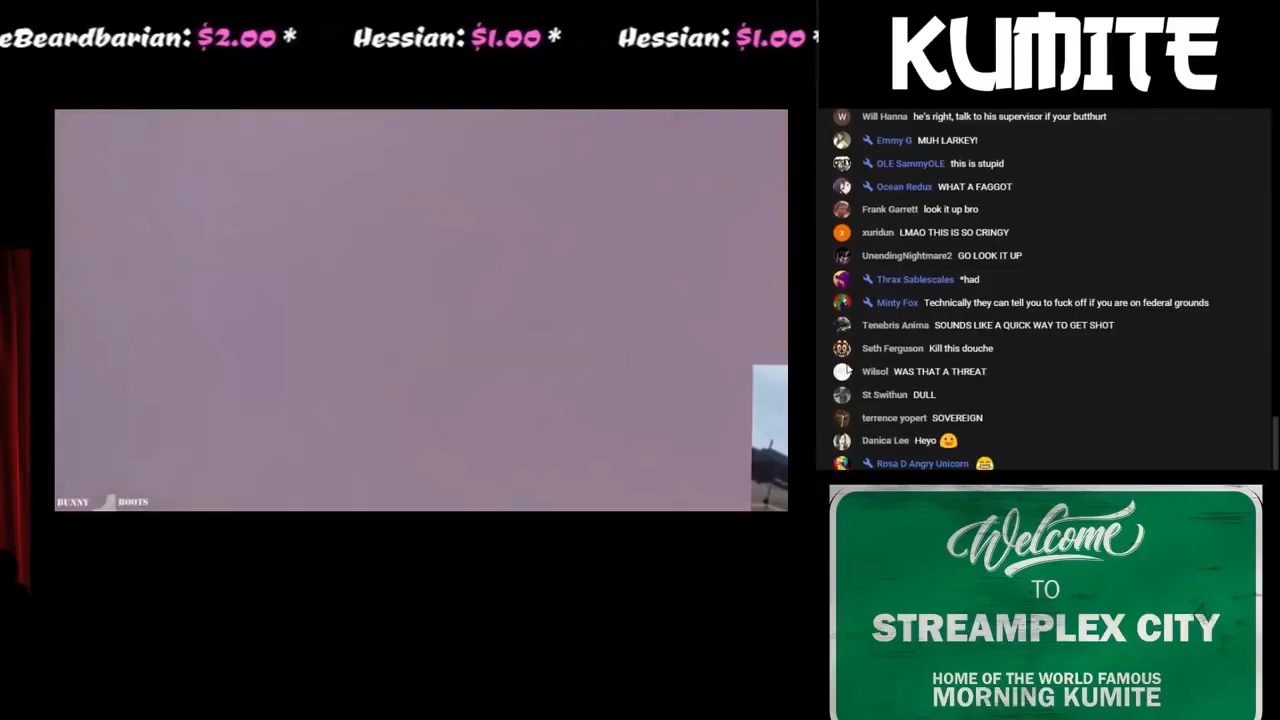 eBeardbarian: $2.00 * Hessian: $1.00 * Hessian: $1.00 *
KUMITE
W Will Hanna he's right, talk to his supervisor if your butthurt
Emmy G MUH LARKEY!
OLE SammyOLE this is stupid
Ocean Redux WHAT A FAGGOT
Frank Garrett look it up bro
x xuridun LMAO THIS IS SO CRINGY
UnendingNightmare2 GO LOOK IT UP
Thrax Sablescales *had
Minty Fox Technically they can tell you to fuck off if you are on federal grounds
Tenebris Anima SOUNDS LIKE A QUICK WAY TO GET SHOT
Seth Ferguson Kill this douche
Wilsol WAS THAT A THREAT
St Swithun DULL
terrence yopert SOVEREIGN
Danica Lee Heyo
Rosa D Angry Unicorn
BUNNY BOOTS
Welcome
TO
STREAMPLEX CITY
HOME OF THE WORLD FAMOUS
MORNING KUMITE